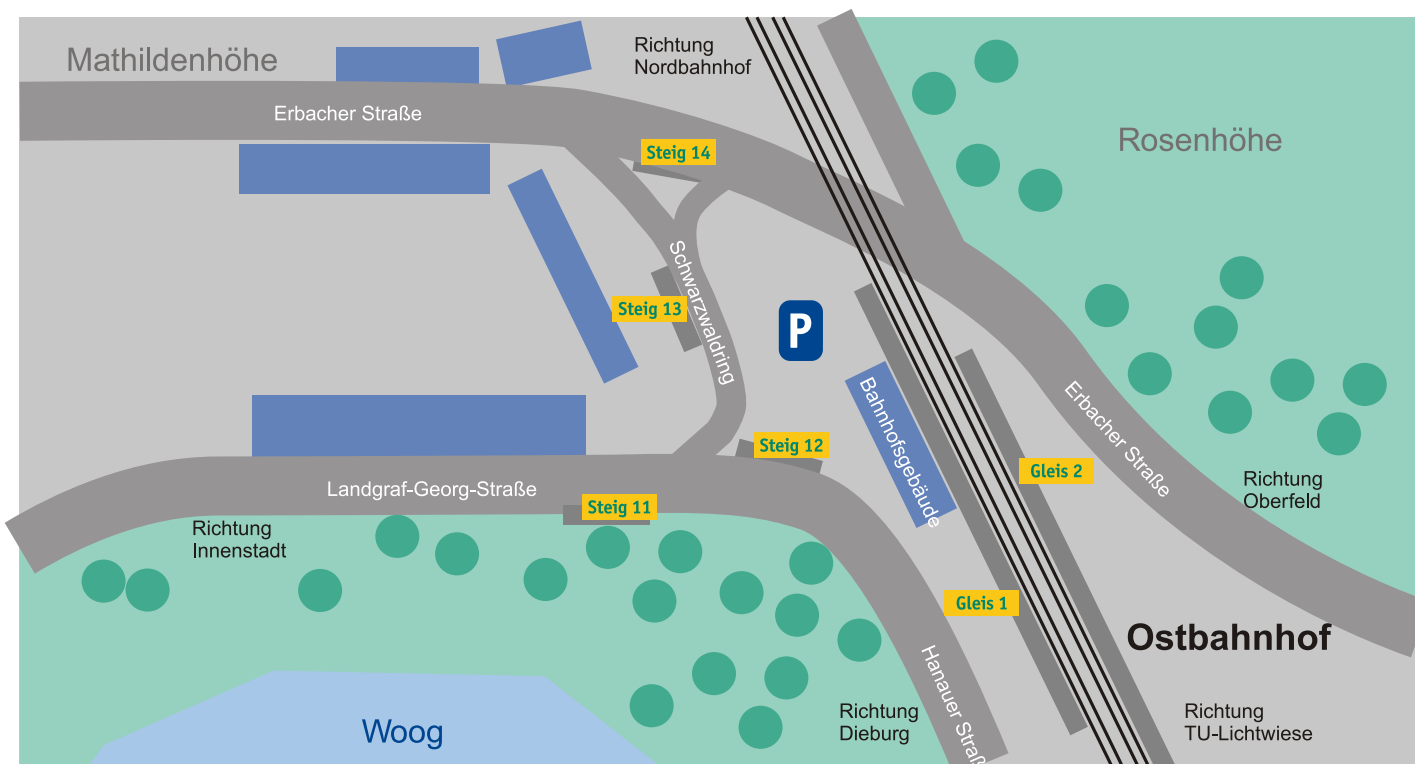 Mathildenhöhe
Richtung
Nordbahnhof
Erbacher Straße
Steig 14
Rosenhöhe
Schwarzwaldring
Steig 13
P
Bahnhofsgebäude
Erbacher Straße
Steig 12
Gleis 2
Richtung
Oberfeld
Landgraf-Georg-Straße
Steig 11
Richtung
Innenstadt
Gleis 1
Ostbahnhof
Hanauer Straß
Richtung
Dieburg
Richtung
TU-Lichtwiese
Woog